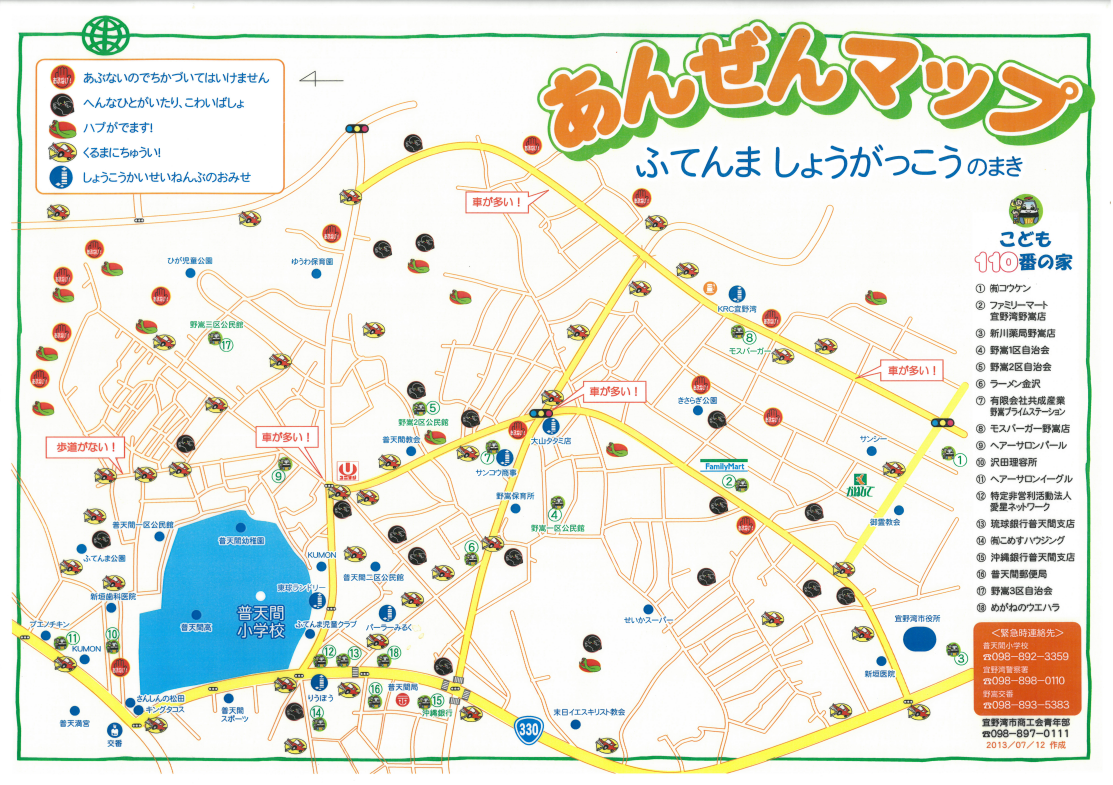 あんぜんマップ
ふてんま しょうがっこうのまき
あぶないのでちかづいてはいけません
へんなひとがいたり、こわいばしょ
ハブがでます!
くるまにちゅうい!
しょうこうかいせいねんぶのおみせ
車が多い!
ひが児童公園
ゆうわ保育園
KRC宜野湾
⑧
モスバーガー
野嵩三区公民館
⑰
車が多い!
車が多い!
きさらぎ公園
⑤
野嵩2区公民館
大山タタミ店
歩道がない!
車が多い!
普天間教会
⑦
サンコウ商事
サンシー
①
⑨
FamilyMart
②
かねひで
野嵩保育所
④
野嵩一区公民館
御霊教会
普天間一区公民館
普天間幼稚園
ふてんま公園
KUMON
⑥
普天間二区公民館
新垣歯科医院
東球ランドリー
普天間高
普天間
小学校
ふてんま児童クラブ
パーラーみるく
せいかスーパー
宜野湾市役所
ブエノチキン
⑪
⑩
KUMON
⑫
⑬
⑱
③
新垣医院
さんしんの松田
キングタコス
普天間
スポーツ
りうぼう
⑭
⑯
普天間局
⑮
沖縄銀行
普天満宮
交番
末日イエスキリスト教会
330
こども
110番の家
① ㈲コウケン
② ファミリーマート
宜野湾野嵩店
③ 新川薬局野嵩店
④ 野嵩1区自治会
⑤ 野嵩2区自治会
⑥ ラーメン金沢
⑦ 有限会社共成産業
野嵩プライムステーション
⑧ モスバーガー野嵩店
⑨ ヘアーサロンパール
⑩ 沢田理容所
⑪ ヘアーサロンイーグル
⑫ 特定非営利活動法人
愛星ネットワーク
⑬ 琉球銀行普天間支店
⑭ ㈲こめすハウジング
⑮ 沖縄銀行普天間支店
⑯ 普天間郵便局
⑰ 野嵩3区自治会
⑱ めがねのウエハラ
＜緊急時連絡先＞
普天間小学校
☎098-892-3359
宜野湾警察署
☎098-898-0110
野嵩交番
☎098-893-5383
宜野湾市商工会青年部
☎098-897-0111
2013/07/12 作成